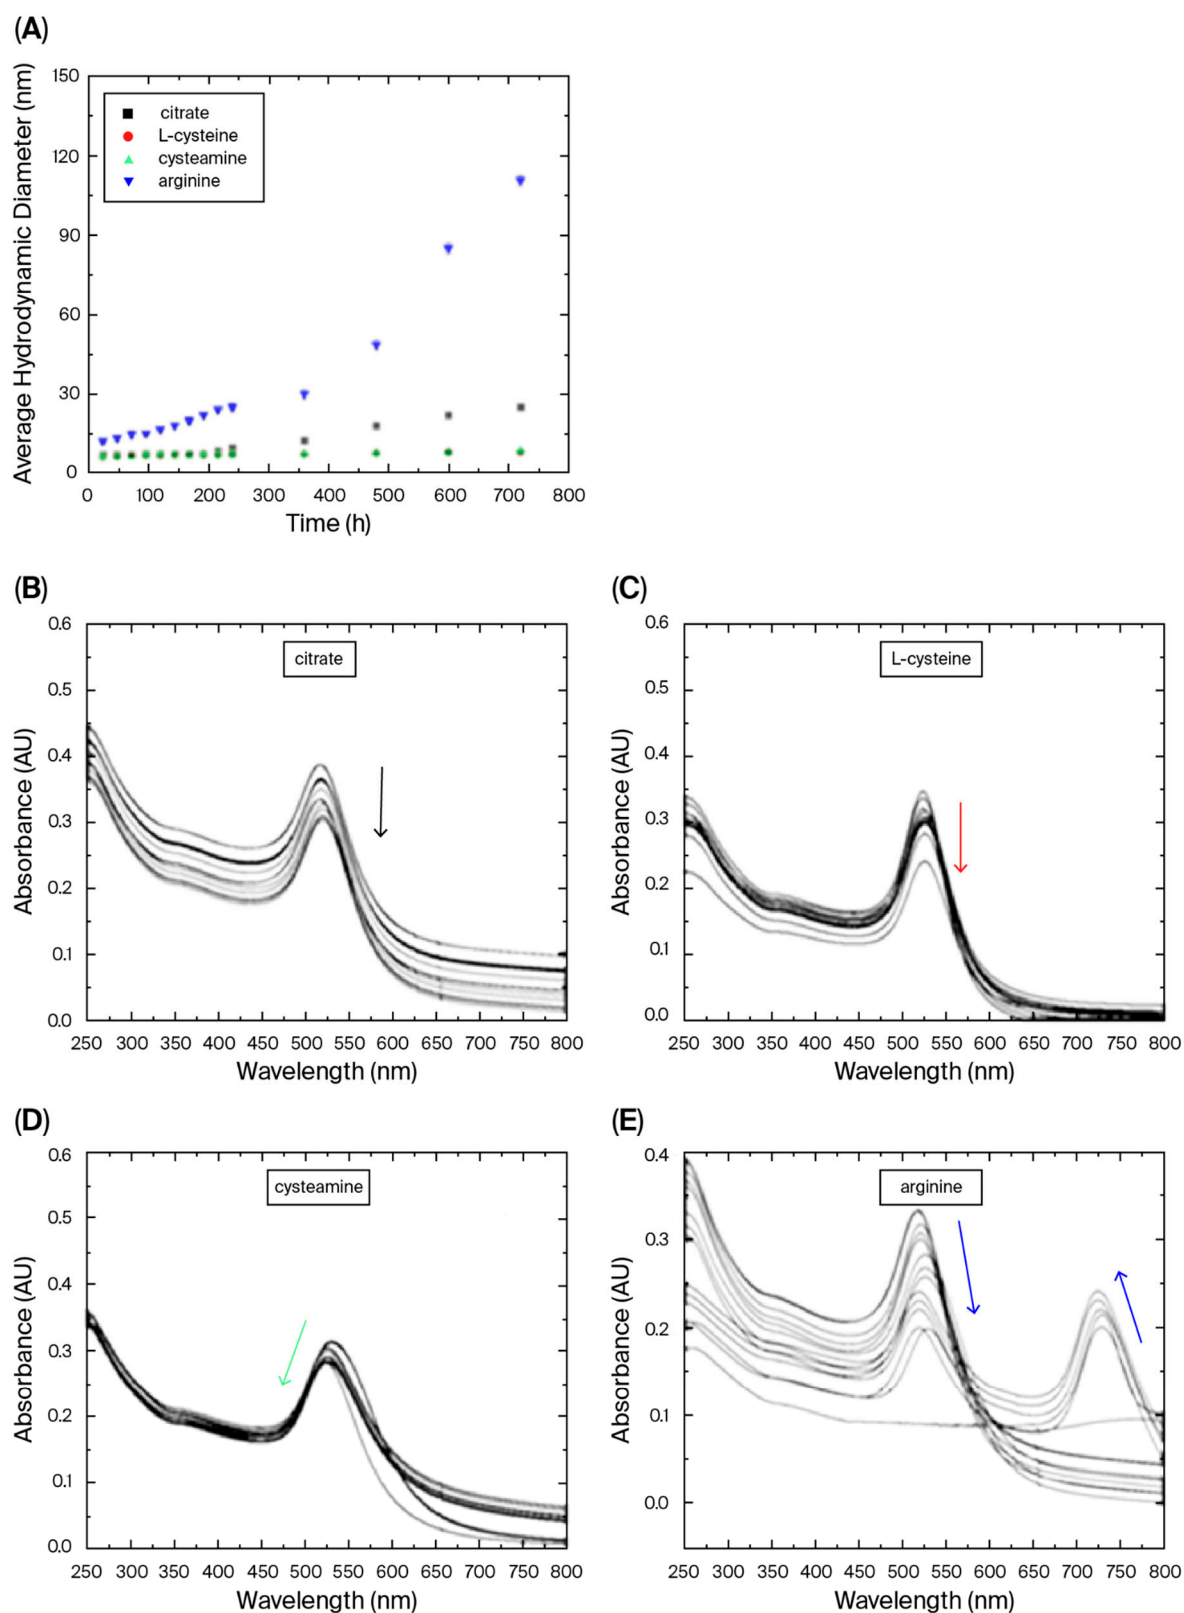 (A)
Average Hydrodynamic Diameter (nm)
150
120
90
60
30
0
citrate
L-cysteine
cysteamine
arginine
0 100 200 300 400 500 600 700 800
Time (h)
(B)
Absorbance (AU)
0.6
0.5
0.4
0.3
0.2
0.1
0.0
citrate
250 300 350 400 450 500 550 600 650 700 750 800
Wavelength (nm)
(C)
Absorbance (AU)
0.6
0.5
0.4
0.3
0.2
0.1
0.0
L-cysteine
250 300 350 400 450 500 550 600 650 700 750 800
Wavelength (nm)
(D)
Absorbance (AU)
0.6
0.5
0.4
0.3
0.2
0.1
0.0
cysteamine
250 300 350 400 450 500 550 600 650 700 750 800
Wavelength (nm)
(E)
Absorbance (AU)
0.4
0.3
0.2
0.1
0.0
arginine
250 300 350 400 450 500 550 600 650 700 750 800
Wavelength (nm)